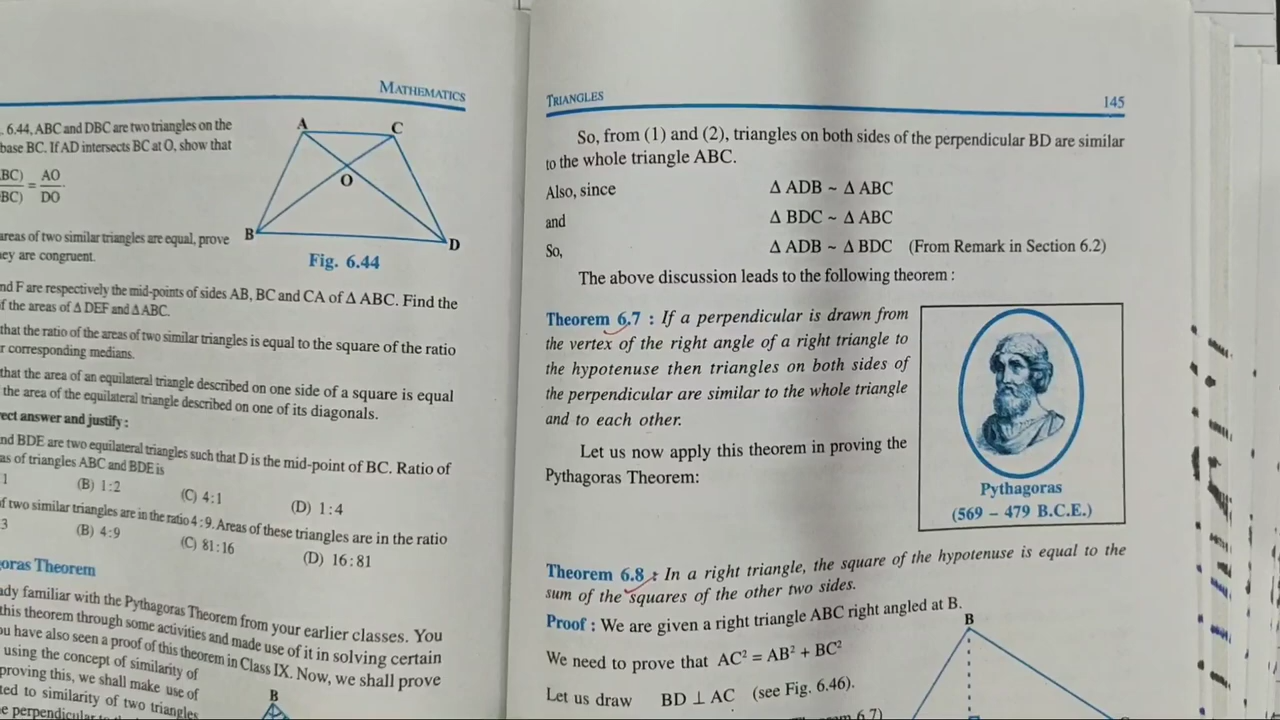 MATHEMATICS
. 6.44, ABC and DBC are two triangles on the
base BC. If AD intersects BC at O, show that
BC) = AO
BC) DO
A
C
O
B
D
Fig. 6.44
areas of two similar triangles are equal, prove
ey are congruent.
nd F are respectively the mid-points of sides AB, BC and CA of Δ ABC. Find the
f the areas of Δ DEF and Δ ABC.
that the ratio of the areas of two similar triangles is equal to the square of the ratio
r corresponding medians.
that the area of an equilateral triangle described on one side of a square is equal
the area of the equilateral triangle described on one of its diagonals.
ect answer and justify :
nd BDE are two equilateral triangles such that D is the mid-point of BC. Ratio of
as of triangles ABC and BDE is
1 (B) 1:2 (C) 4:1 (D) 1:4
f two similar triangles are in the ratio 4 : 9. Areas of these triangles are in the ratio
3 (B) 4:9 (C) 81:16 (D) 16:81
oras Theorem
ady familiar with the Pythagoras Theorem from your earlier classes. You
this theorem through some activities and made use of it in solving certain
ou have also seen a proof of this theorem in Class IX. Now, we shall prove
using the concept of similarity of
proving this, we shall make use of
ted to similarity of two triangles
e perpendicular
B
TRIANGLES 145
So, from (1) and (2), triangles on both sides of the perpendicular BD are similar
to the whole triangle ABC.
Also, since Δ ADB ~ Δ ABC
and Δ BDC ~ Δ ABC
So, Δ ADB ~ Δ BDC (From Remark in Section 6.2)
The above discussion leads to the following theorem :
Theorem 6.7 : If a perpendicular is drawn from
the vertex of the right angle of a right triangle to
the hypotenuse then triangles on both sides of
the perpendicular are similar to the whole triangle
and to each other.
Let us now apply this theorem in proving the
Pythagoras Theorem:
Pythagoras
(569 – 479 B.C.E.)
Theorem 6.8 : In a right triangle, the square of the hypotenuse is equal to the
sum of the squares of the other two sides.
Proof : We are given a right triangle ABC right angled at B.
We need to prove that AC² = AB² + BC²
Let us draw BD ⊥ AC (see Fig. 6.46).
B
6.7)